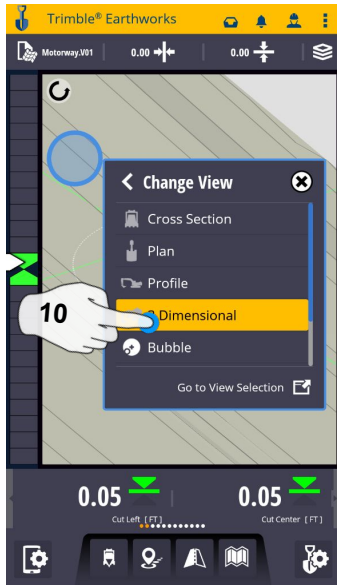 Trimble® Earthworks
Motorway.V01 0.00 0.00
Change View
Cross Section
Plan
Profile
Dimensional
10
Bubble
Go to View Selection
0.05 0.05
Cut Left [FT] Cut Center [FT]